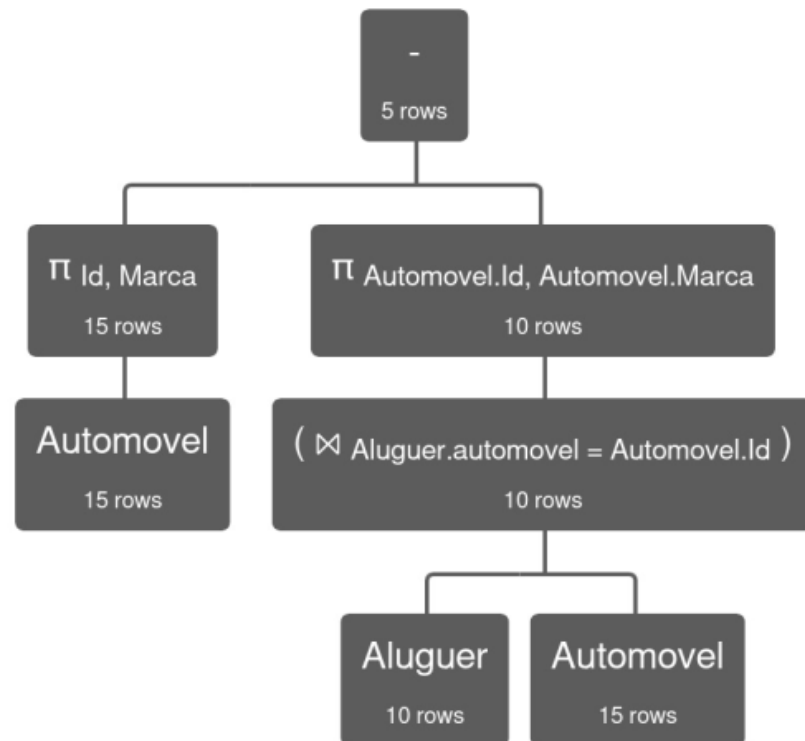 -
5 rows
π Id, Marca
15 rows
π Automovel.Id, Automovel.Marca
10 rows
Automovel
15 rows
( ⋈ Aluguer.automovel = Automovel.Id )
10 rows
Aluguer
10 rows
Automovel
15 rows